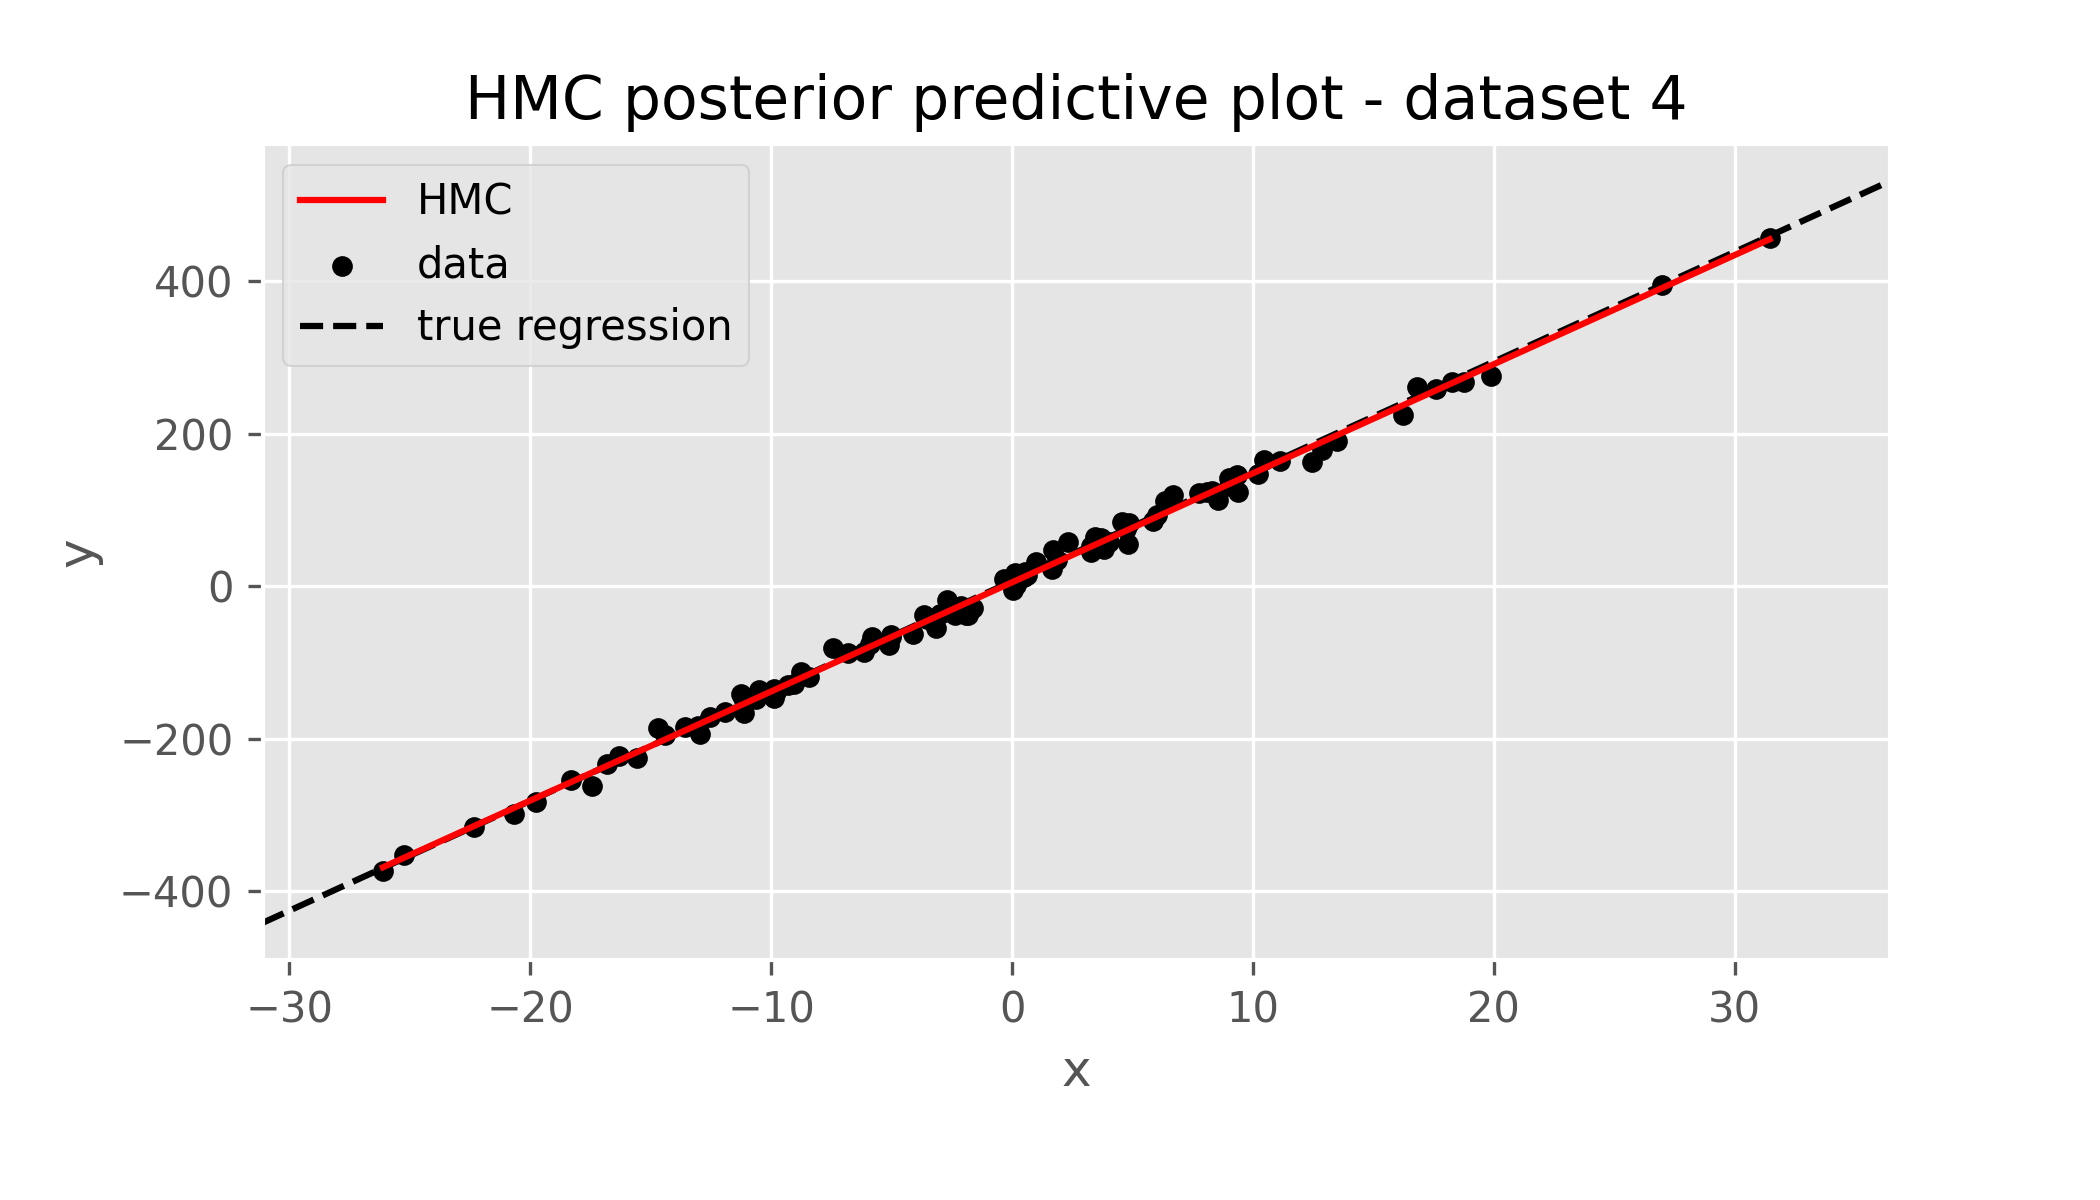 HMC posterior predictive plot - dataset 4
HMC
data
true regression
400
200
0
−200
−400
y
−30
−20
−10
0
10
20
30
x